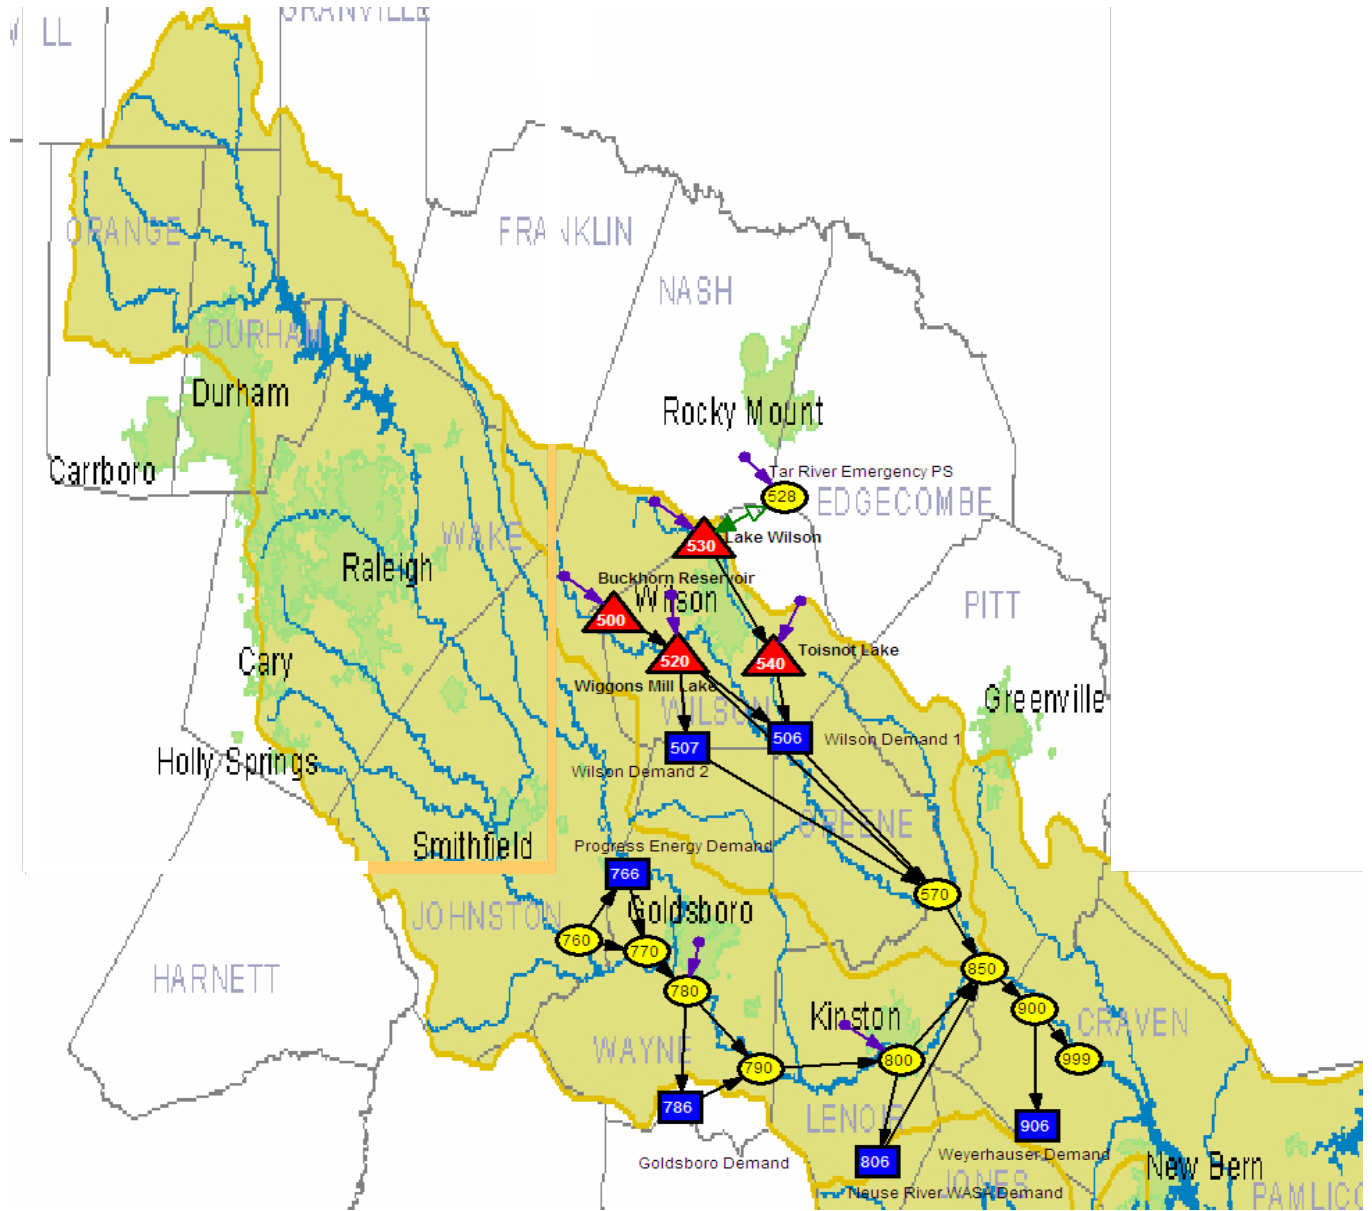 GRANVILLE
LL
ORANGE
FRANKLIN
NASH
DURHAM
Durham
Rocky Mount
Carrboro
Tar River Emergency PS
528
EDGECOMBE
WAKE
Lake Wilson
530
Raleigh
Buckhorn Reservoir
Wilson
PITT
500
Cary
520
540
Toisnot Lake
Wiggons Mill Lake
Greenville
WILSON
507
506
Wilson Demand 1
Holly Springs
Wilson Demand 2
GREENE
Smithfield
Progress Energy Demand
766
570
JOHNSTON
Goldsboro
760
770
850
HARNETT
780
900
Kinston
CRAVEN
WAYNE
790
800
999
786
LENOIR
906
Goldsboro Demand
806
Weyerhauser Demand
New Bern
JONES
Neuse River WASA Demand
PAMLICO